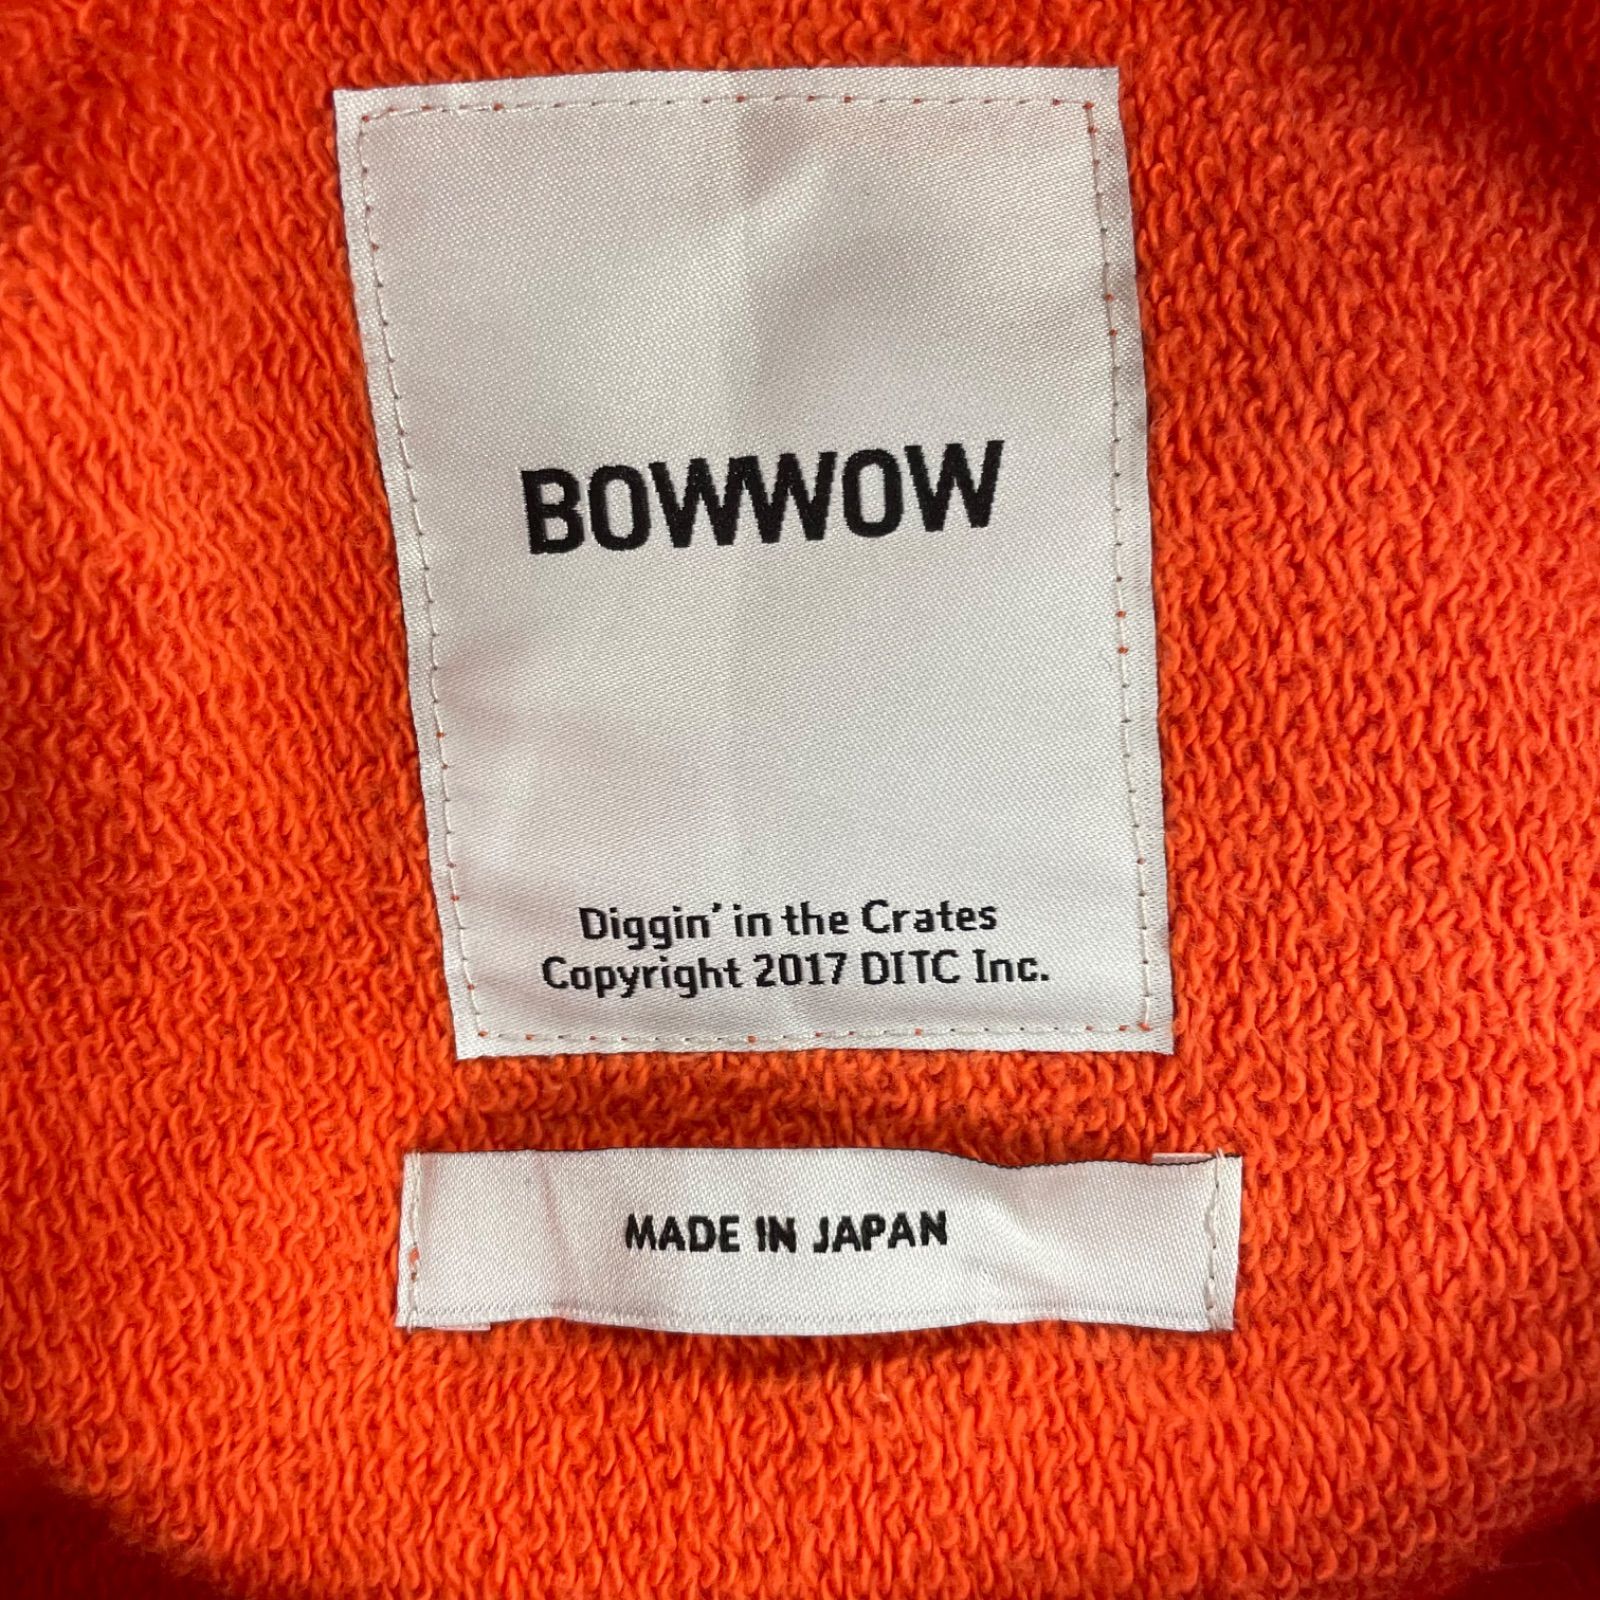 BOWWOW
Diggin' in the Crates
Copyright 2017 DITC Inc.
MADE IN JAPAN